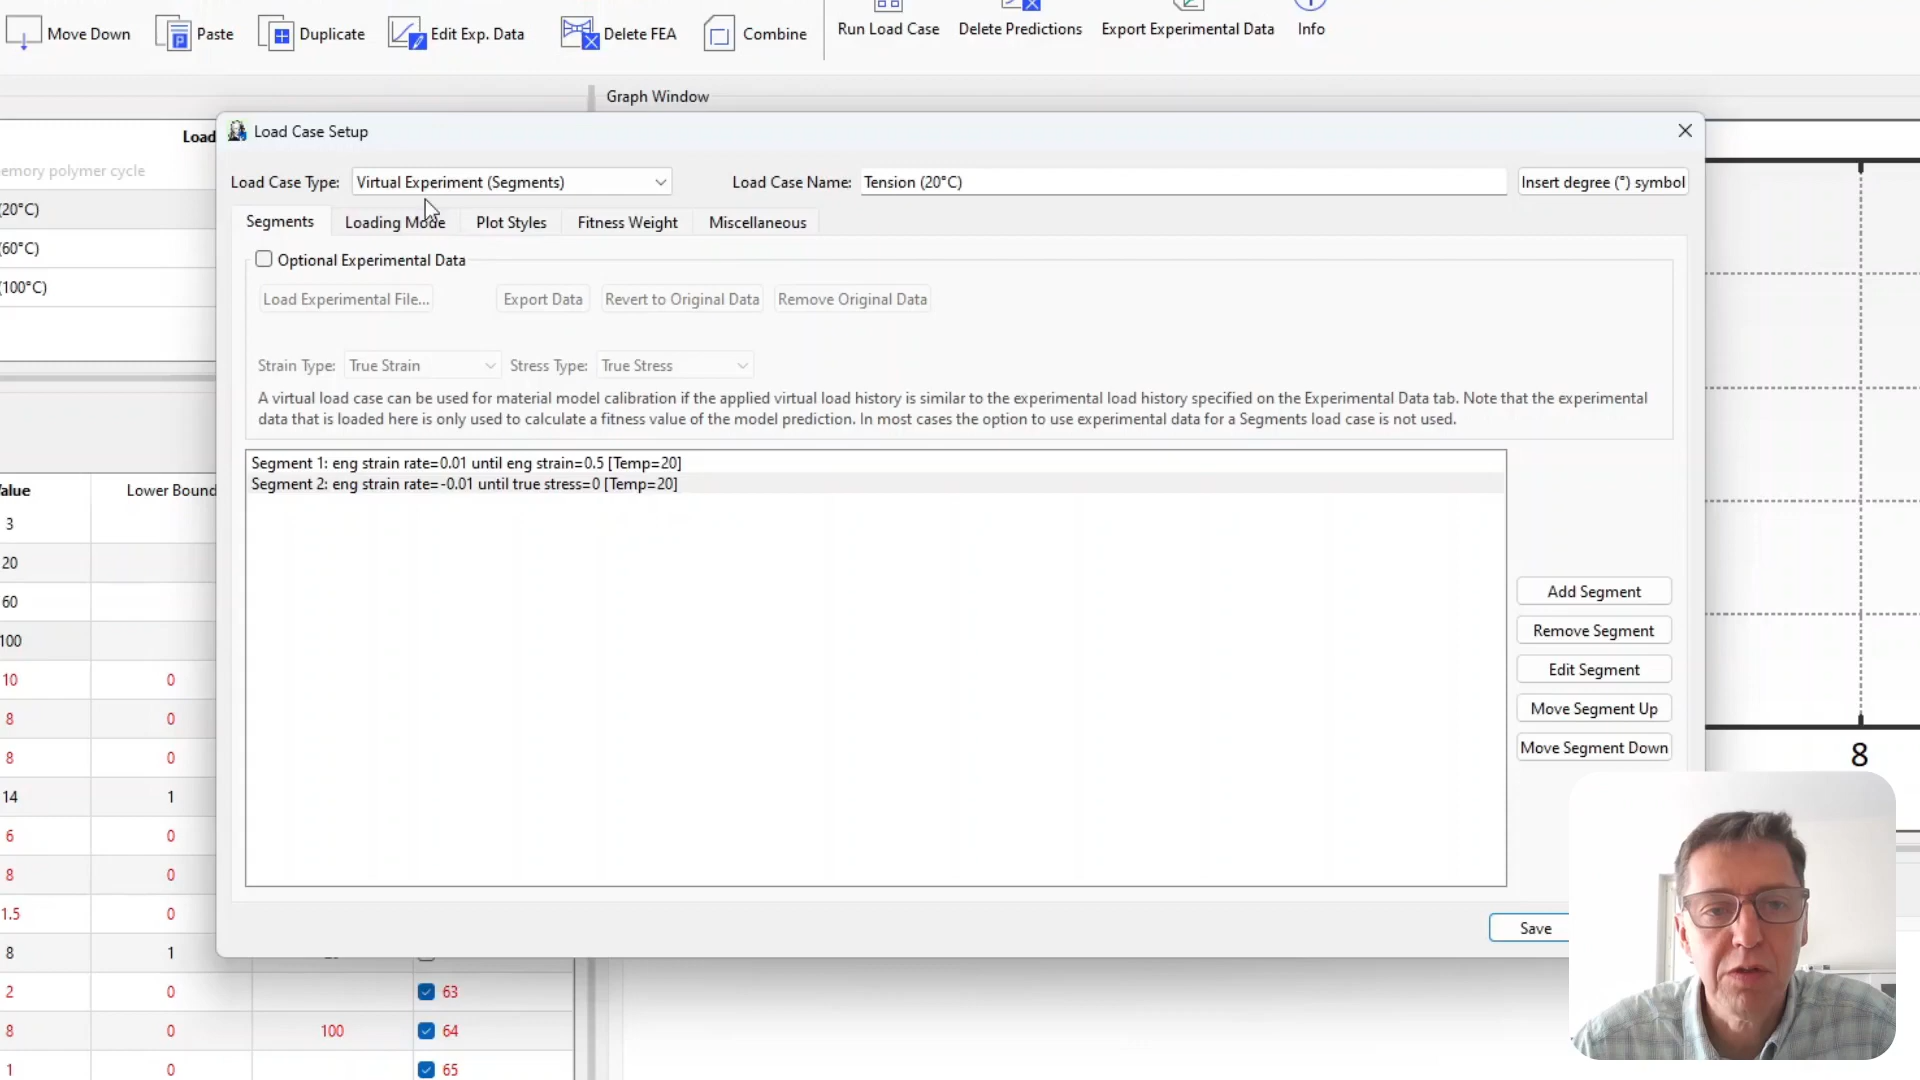 Move Down
Paste
Duplicate
Edit Exp. Data
Delete FEA
Combine
Run Load Case
Delete Predictions
Export Experimental Data
Info
Graph Window
Load
emory polymer cycle
(20°C)
(60°C)
(100°C)
Load Case Setup
Load Case Type: Virtual Experiment (Segments) Load Case Name: Tension (20°C) Insert degree (°) symbol
Segments Loading Mode Plot Styles Fitness Weight Miscellaneous
Optional Experimental Data
Load Experimental File... Export Data Revert to Original Data Remove Original Data
Strain Type: True Strain Stress Type: True Stress
A virtual load case can be used for material model calibration if the applied virtual load history is similar to the experimental load history specified on the Experimental Data tab. Note that the experimental
data that is loaded here is only used to calculate a fitness value of the model prediction. In most cases the option to use experimental data for a Segments load case is not used.
Segment 1: eng strain rate=0.01 until eng strain=0.5 [Temp=20]
Segment 2: eng strain rate=-0.01 until true stress=0 [Temp=20]
Add Segment
Remove Segment
Edit Segment
Move Segment Up
Move Segment Down
Save
alue Lower Bound
3
20
60
100
10 0
8 0
8 0
14 1
6 0
8 0
1.5 0
8 1
2 0 63
8 0 100 64
1 0 65
8